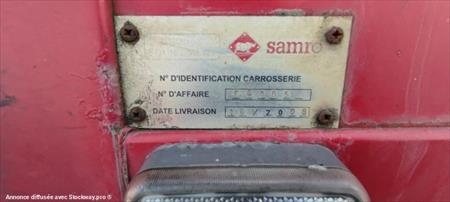 samro
N° D'IDENTIFICATION CARROSSERIE
N° D'AFFAIRE
DATE LIVRAISON
Annonce diffusée avec Stockway.pro ®